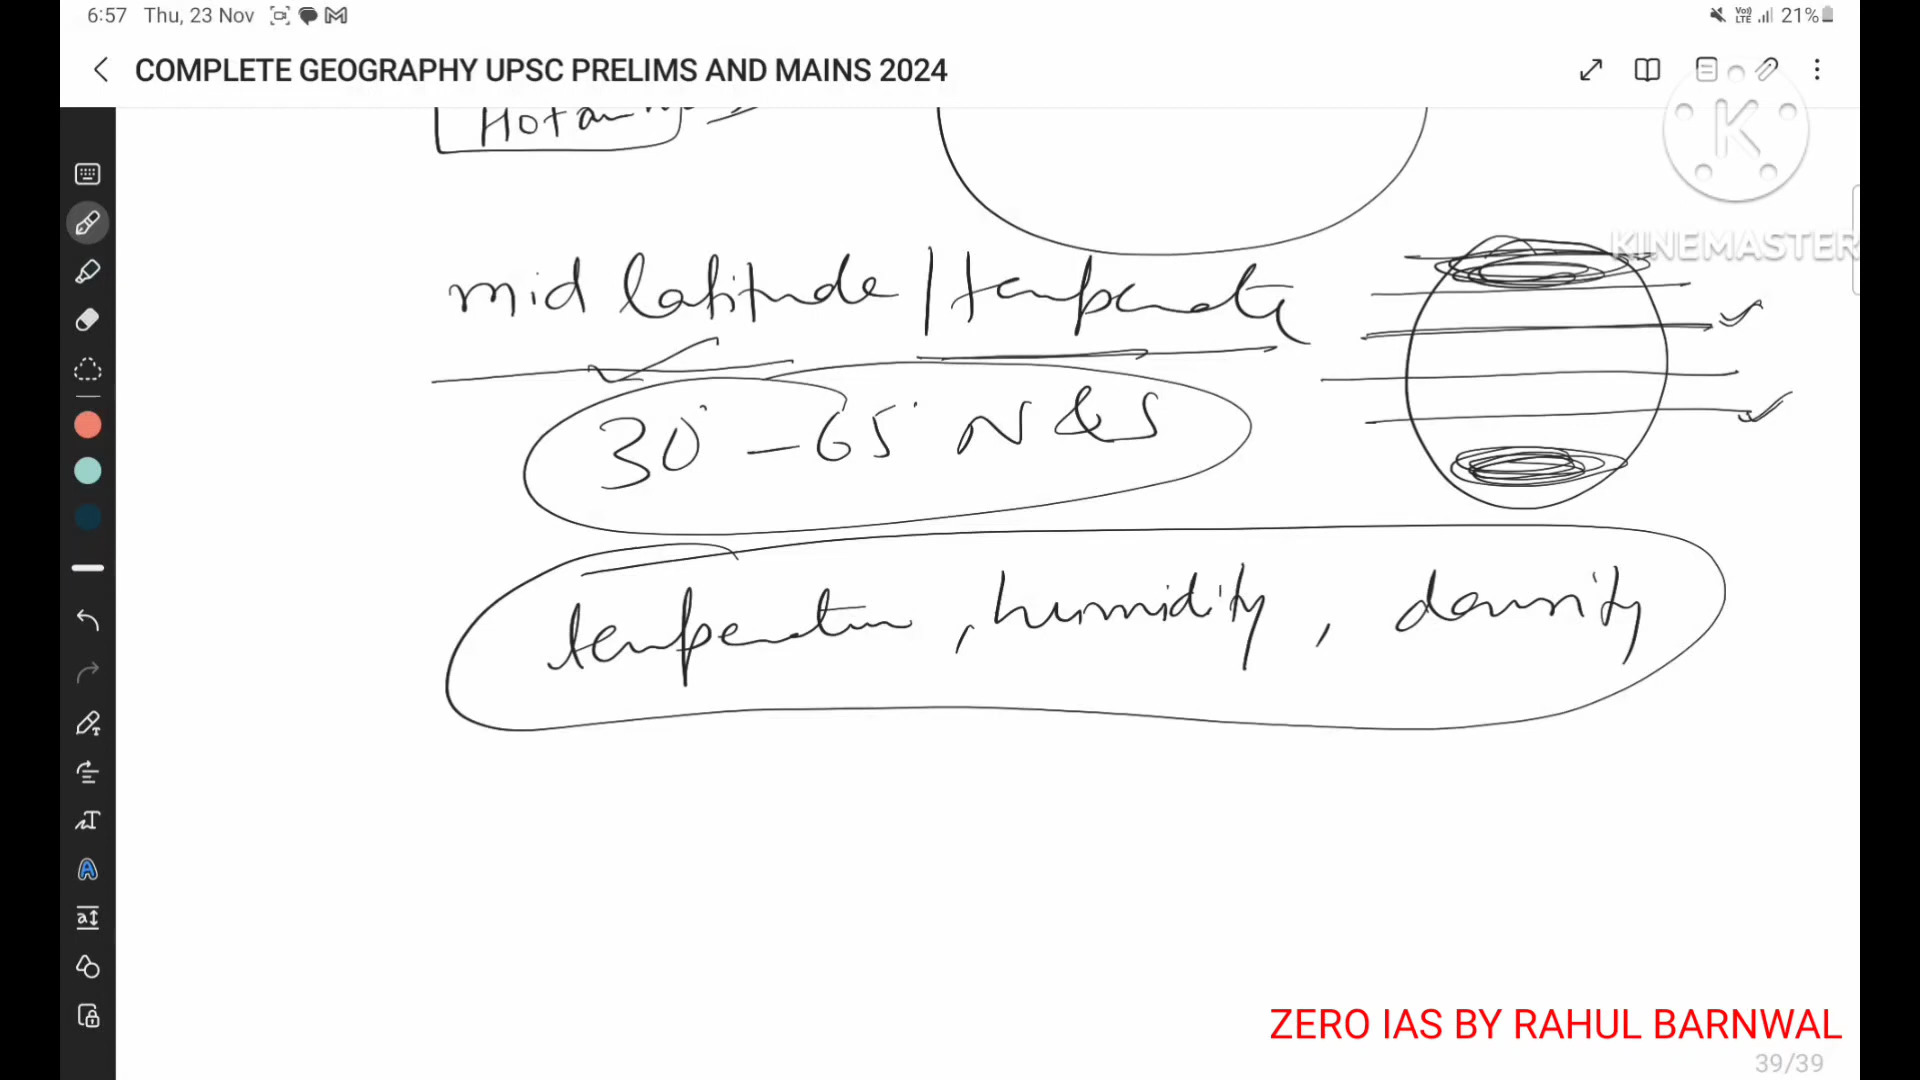 6:57 Thu, 23 Nov
21%
COMPLETE GEOGRAPHY UPSC PRELIMS AND MAINS 2024
K
KINEMASTER
mid latitude / temperate
30° – 65° N & S
temperature, humidity, density
ZERO IAS BY RAHUL BARNWAL
39/39